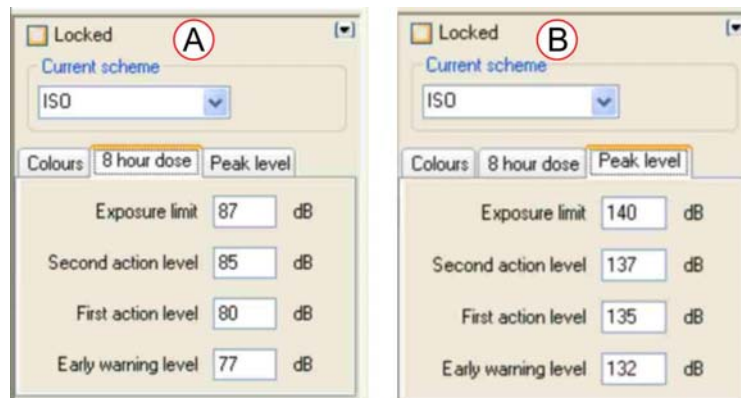 Locked A
Current scheme
ISO
Colours 8 hour dose Peak level
Exposure limit 87 dB
Second action level 85 dB
First action level 80 dB
Early warning level 77 dB
Locked B
Current scheme
ISO
Colours 8 hour dose Peak level
Exposure limit 140 dB
Second action level 137 dB
First action level 135 dB
Early warning level 132 dB